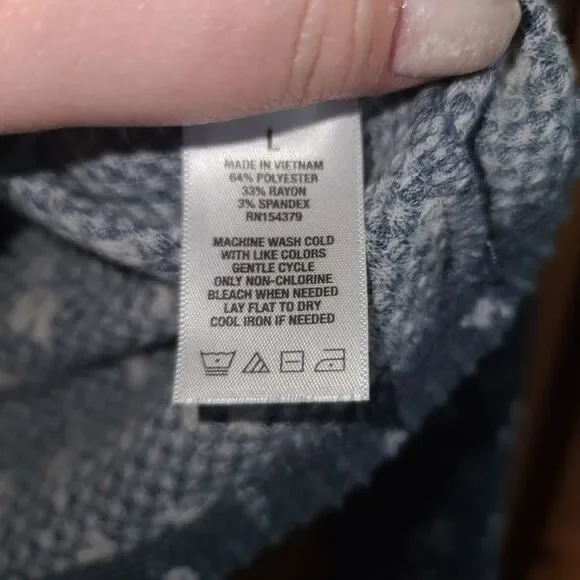 L
MADE IN VIETNAM
64% POLYESTER
33% RAYON
3% SPANDEX
RN154379
MACHINE WASH COLD
WITH LIKE COLORS
GENTLE CYCLE
ONLY NON-CHLORINE
BLEACH WHEN NEEDED
LAY FLAT TO DRY
COOL IRON IF NEEDED